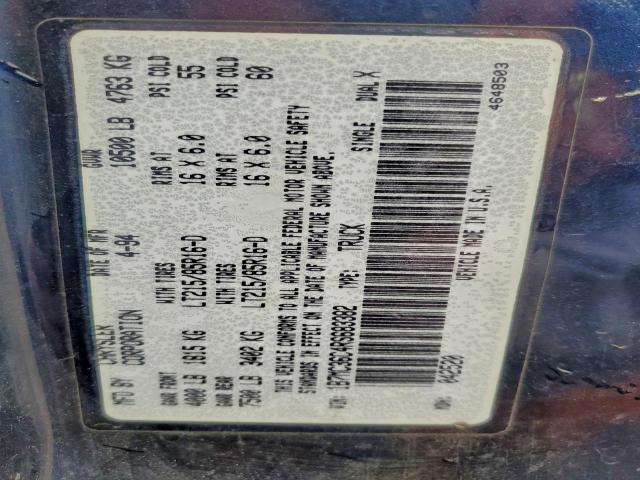 MFD BY CHRYSLER CORPORATION DATE OF MFR 4-94 GVWR 10500 LB 4763 KG
GAWR FRONT WITH TIRES RIMS AT PSI COLD
4000 LB 1815 KG LT215/85R16-D 16 X 6.0 55
GAWR REAR WITH TIRES RIMS AT PSI COLD
7500 LB 3402 KG LT215/85R16-D 16 X 6.0 60
THIS VEHICLE CONFORMS TO ALL APPLICABLE FEDERAL MOTOR VEHICLE SAFETY
STANDARDS IN EFFECT ON THE DATE OF MANUFACTURE SHOWN ABOVE.
VIN: TYPE: TRUCK SINGLE DUAL X
MDH: 042520
VEHICLE MADE IN U.S.A. 4648503